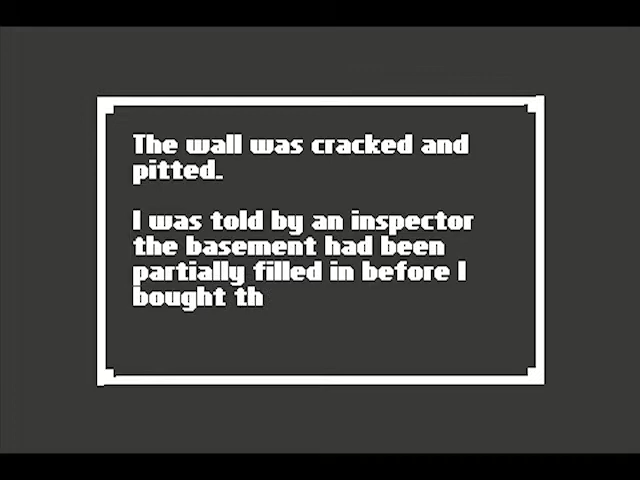 The wall was cracked and
pitted.
I was told by an inspector
the basement had been
partially filled in before I
bought th